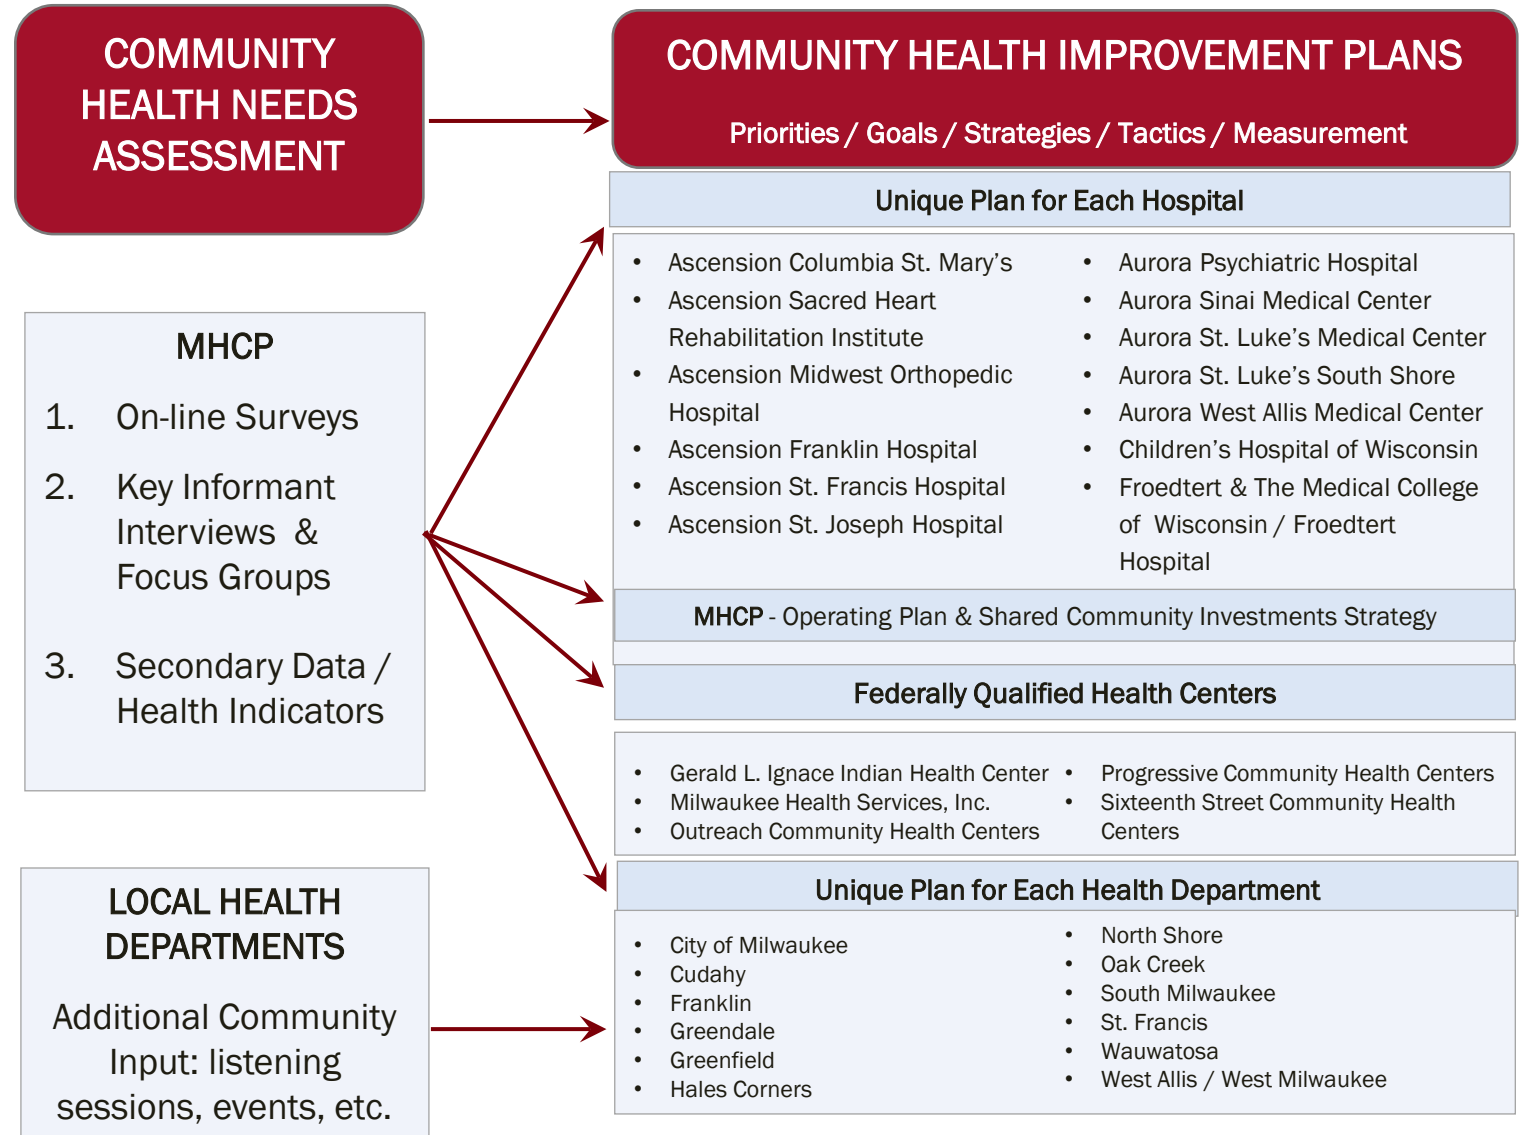 COMMUNITY
HEALTH NEEDS
ASSESSMENT
COMMUNITY HEALTH IMPROVEMENT PLANS
Priorities / Goals / Strategies / Tactics / Measurement
MHCP
1. On-line Surveys
2. Key Informant
Interviews &
Focus Groups
3. Secondary Data /
Health Indicators
LOCAL HEALTH
DEPARTMENTS
Additional Community
Input: listening
sessions, events, etc.
Unique Plan for Each Hospital
• Ascension Columbia St. Mary’s
• Ascension Sacred Heart
Rehabilitation Institute
• Ascension Midwest Orthopedic
Hospital
• Ascension Franklin Hospital
• Ascension St. Francis Hospital
• Ascension St. Joseph Hospital
• Aurora Psychiatric Hospital
• Aurora Sinai Medical Center
• Aurora St. Luke’s Medical Center
• Aurora St. Luke’s South Shore
• Aurora West Allis Medical Center
• Children’s Hospital of Wisconsin
• Froedtert & The Medical College
of Wisconsin / Froedtert
Hospital
MHCP - Operating Plan & Shared Community Investments Strategy
Federally Qualified Health Centers
• Gerald L. Ignace Indian Health Center
• Milwaukee Health Services, Inc.
• Outreach Community Health Centers
• Progressive Community Health Centers
• Sixteenth Street Community Health
Centers
Unique Plan for Each Health Department
• City of Milwaukee
• Cudahy
• Franklin
• Greendale
• Greenfield
• Hales Corners
• North Shore
• Oak Creek
• South Milwaukee
• St. Francis
• Wauwatosa
• West Allis / West Milwaukee